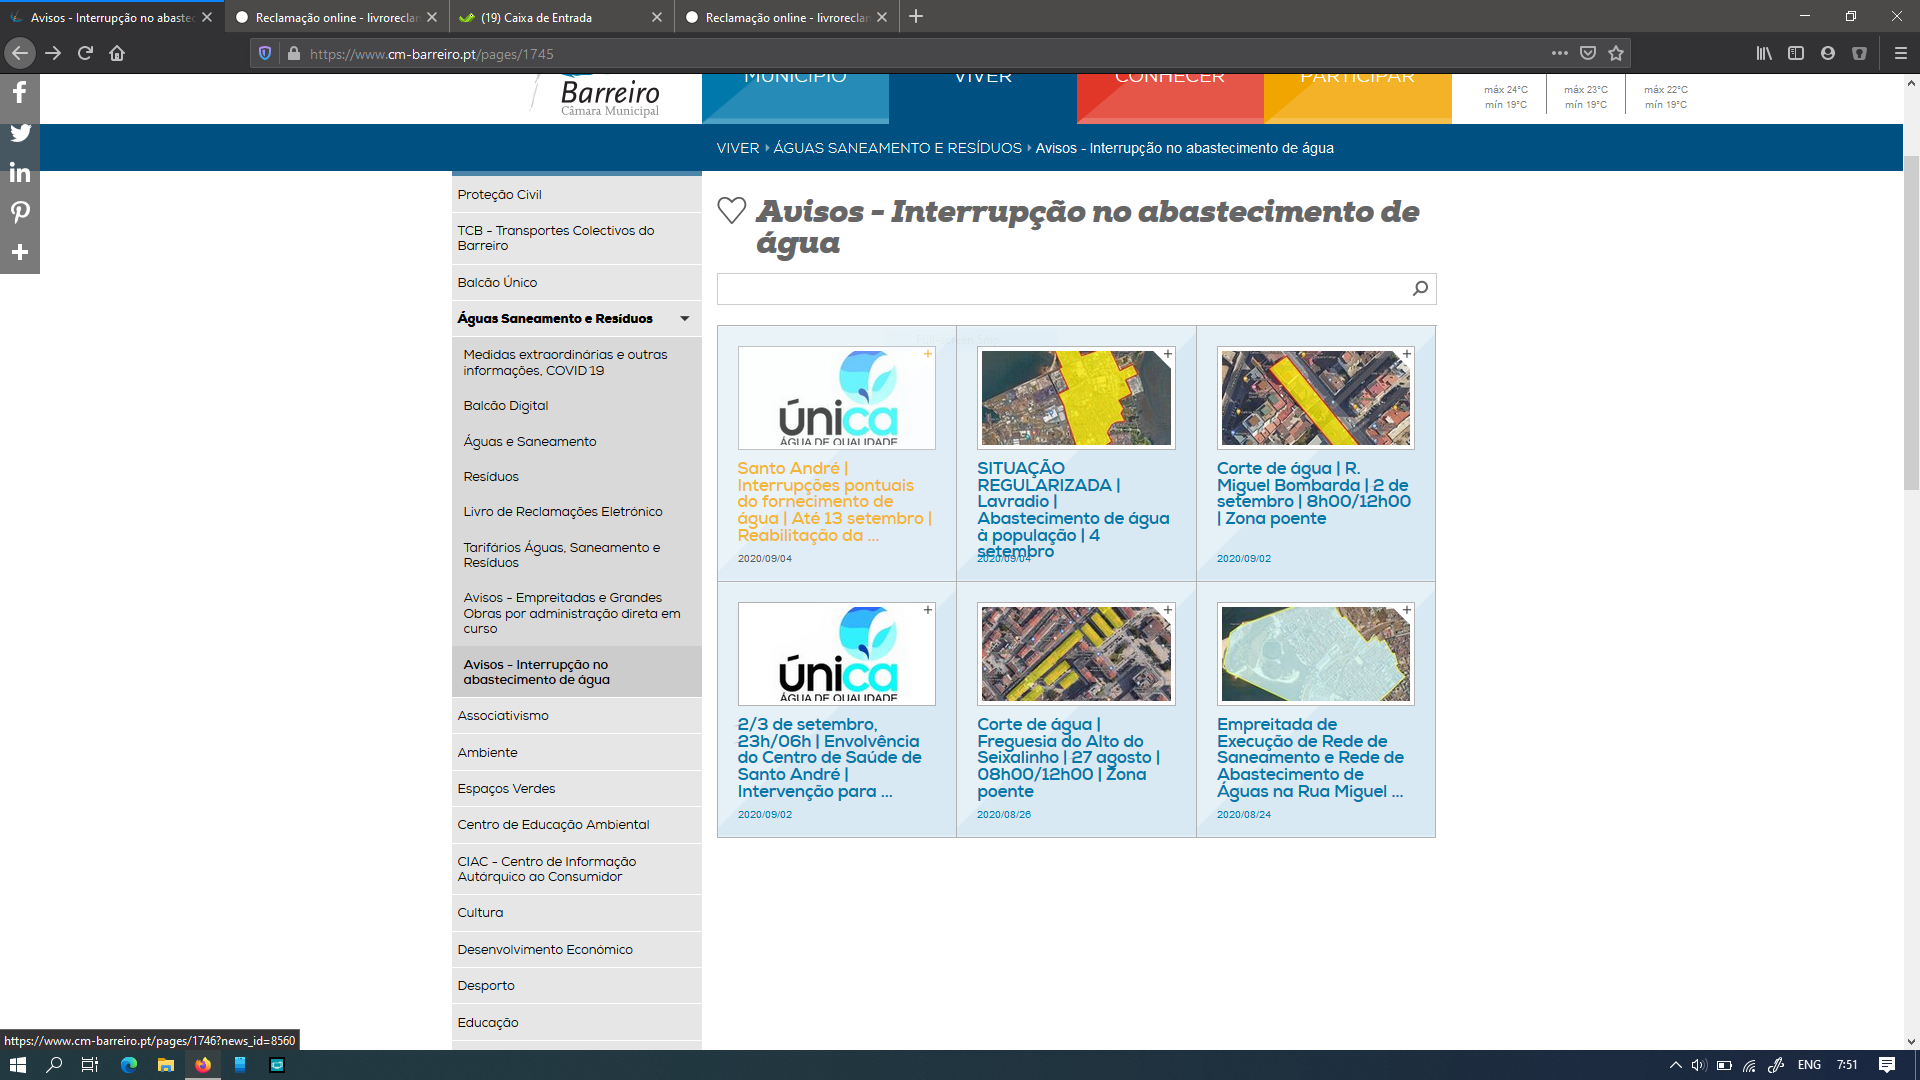 Avisos - Interrupção no abastec
Reclamação online - livroreclam
(19) Caixa de Entrada
Reclamação online - livroreclam
https://www.cm-barreiro.pt/pages/1745
Barreiro
Câmara Municipal
MUNICÍPIO
VIVER
CONHECER
PARTICIPAR
máx 24°C
mín 19°C
máx 23°C
mín 19°C
máx 22°C
mín 19°C
VIVER
ÁGUAS SANEAMENTO E RESÍDUOS
Avisos - Interrupção no abastecimento de água
Proteção Civil
TCB - Transportes Colectivos do
Barreiro
Balcão Único
Águas Saneamento e Resíduos
Medidas extraordinárias e outras
informações, COVID 19
Balcão Digital
Águas e Saneamento
Resíduos
Livro de Reclamações Eletrónico
Tarifários Águas, Saneamento e
Resíduos
Avisos - Empreitadas e Grandes
Obras por administração direta em
curso
Avisos - Interrupção no
abastecimento de água
Associativismo
Ambiente
Espaços Verdes
Centro de Educação Ambiental
CIAC - Centro de Informação
Autárquico ao Consumidor
Cultura
Desenvolvimento Económico
Desporto
Educação
Avisos - Interrupção no abastecimento de
água
única
ÁGUA DE QUALIDADE
Santo André |
Interrupções pontuais
do fornecimento de
água | Até 13 setembro |
Reabilitação da ...
2020/09/04
SITUAÇÃO
REGULARIZADA |
Lavradio |
Abastecimento de água
à população | 4
setembro
2020/09/04
Corte de água | R.
Miguel Bombarda | 2 de
setembro | 8h00/12h00
| Zona poente
2020/09/02
única
ÁGUA DE QUALIDADE
2/3 de setembro,
23h/06h | Envolvência
do Centro de Saúde de
Santo André |
Intervenção para ...
2020/09/02
Corte de água |
Freguesia do Alto do
Seixalinho | 27 agosto |
08h00/12h00 | Zona
poente
2020/08/26
Empreitada de
Execução de Rede de
Saneamento e Rede de
Abastecimento de
Águas na Rua Miguel ...
2020/08/24
https://www.cm-barreiro.pt/pages/1746?news_id=8560
ENG
7:51